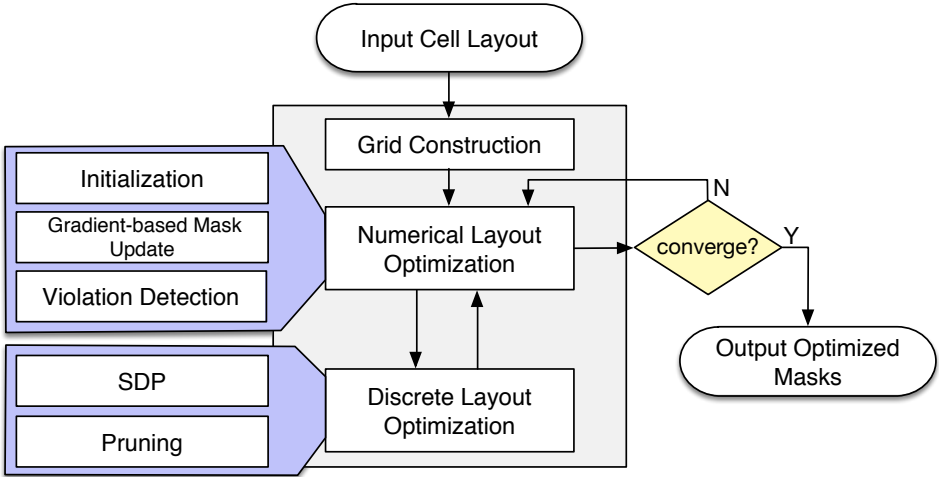 Input Cell Layout
Grid Construction
Initialization
Gradient-based Mask
Update
Violation Detection
Numerical Layout
Optimization
N
converge?
Y
Output Optimized
Masks
SDP
Pruning
Discrete Layout
Optimization